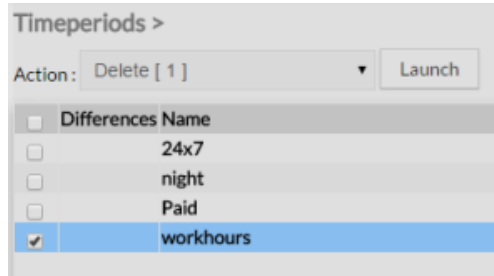 Timeperiods >
Action : Delete [ 1 ] Launch
Differences Name
24x7
night
Paid
workhours